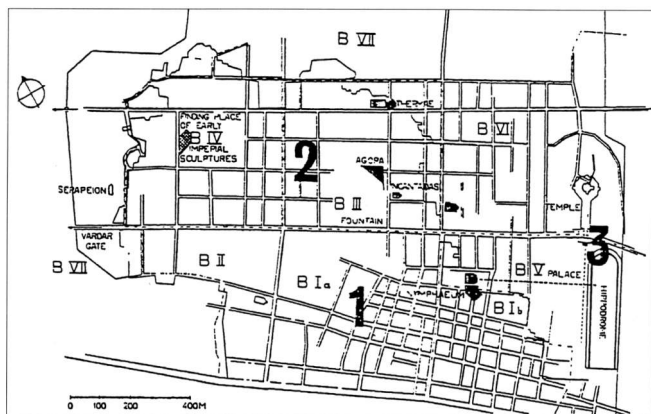 B VII
THERME
FINDING PLACE OF EARLY
B IV
IMPERIAL SCULPTURES
B VI
2
AGOPA
SERAPEION
INCANTADAS
B III
FOUNTAIN
TEMPLE
VARDAR GATE
3
B VII
B II
B Ia
B V
PALACE
1
NYMPHAEUM
B Ib
HIPPODROME
0 100 200 400M